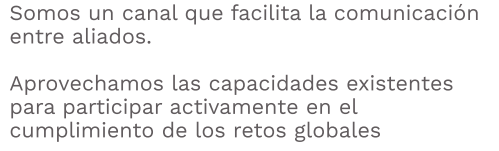 Somos un canal que facilita la comunicación
entre aliados.
Aprovechamos las capacidades existentes
para participar activamente en el
cumplimiento de los retos globales